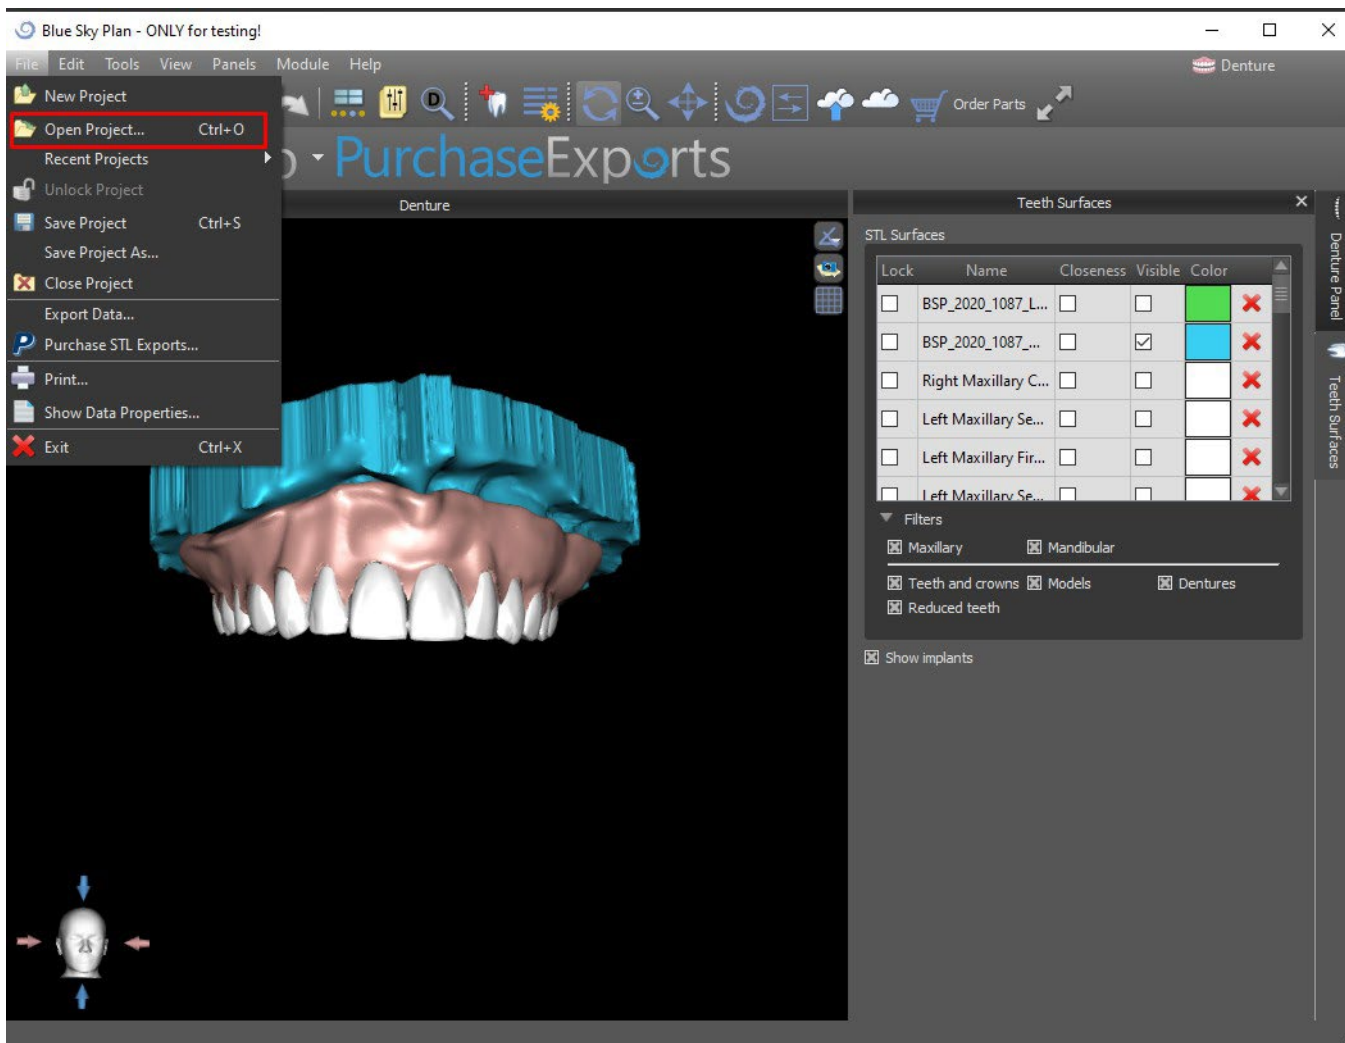 Blue Sky Plan - ONLY for testing!
File Edit Tools View Panels Module Help
Denture
New Project
Open Project... Ctrl+O
Recent Projects
Unlock Project
Save Project Ctrl+S
Save Project As...
Close Project
Export Data...
Purchase STL Exports...
Print...
Show Data Properties...
Exit Ctrl+X
D
Order Parts
PurchaseExports
Denture
Teeth Surfaces
STL Surfaces
Lock Name Closeness Visible Color
BSP_2020_1087_L...
BSP_2020_1087_...
Right Maxillary C...
Left Maxillary Se...
Left Maxillary Fir...
Left Maxillary Se...
Filters
Maxillary Mandibular
Teeth and crowns Models Dentures
Reduced teeth
Show implants
Denture Panel
Teeth Surfaces